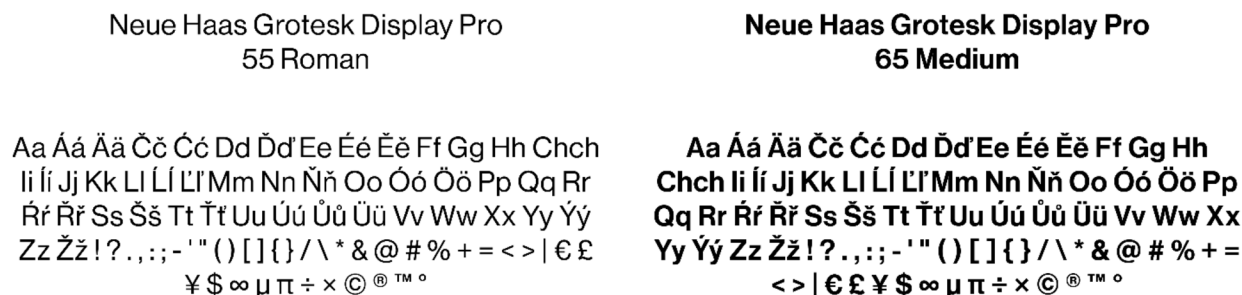 Neue Haas Grotesk Display Pro
55 Roman
Aa Áá Ää Čč Ćć Dd Ďď Ee Éé Ěě Ff Gg Hh Chch
Ii Íí Jj Kk Ll ĹĹ Ľľ Mm Nn Ňň Oo Óó Öö Pp Qq Rr
Ŕŕ Řř Ss Šš Tt Ťť Uu Úú Ůů Üü Vv Ww Xx Yy Ýý
Zz Žž ! ? . , : ; - ' " ( ) [ ] { } / \ * & @ # % + = < > | € £
¥ $ ∞ µ π ÷ × © ® ™ °
Neue Haas Grotesk Display Pro
65 Medium
Aa Áá Ää Čč Ćć Dd Ďď Ee Éé Ěě Ff Gg Hh
Chch Ii Íí Jj Kk Ll ĹĹ Ľľ Mm Nn Ňň Oo Óó Öö Pp
Qq Rr Ŕŕ Řř Ss Šš Tt Ťť Uu Úú Ůů Üü Vv Ww Xx
Yy Ýý Zz Žž ! ? . , : ; - ' " ( ) [ ] { } / \ * & @ # % + =
< > | € £ ¥ $ ∞ µ π ÷ × © ® ™ °